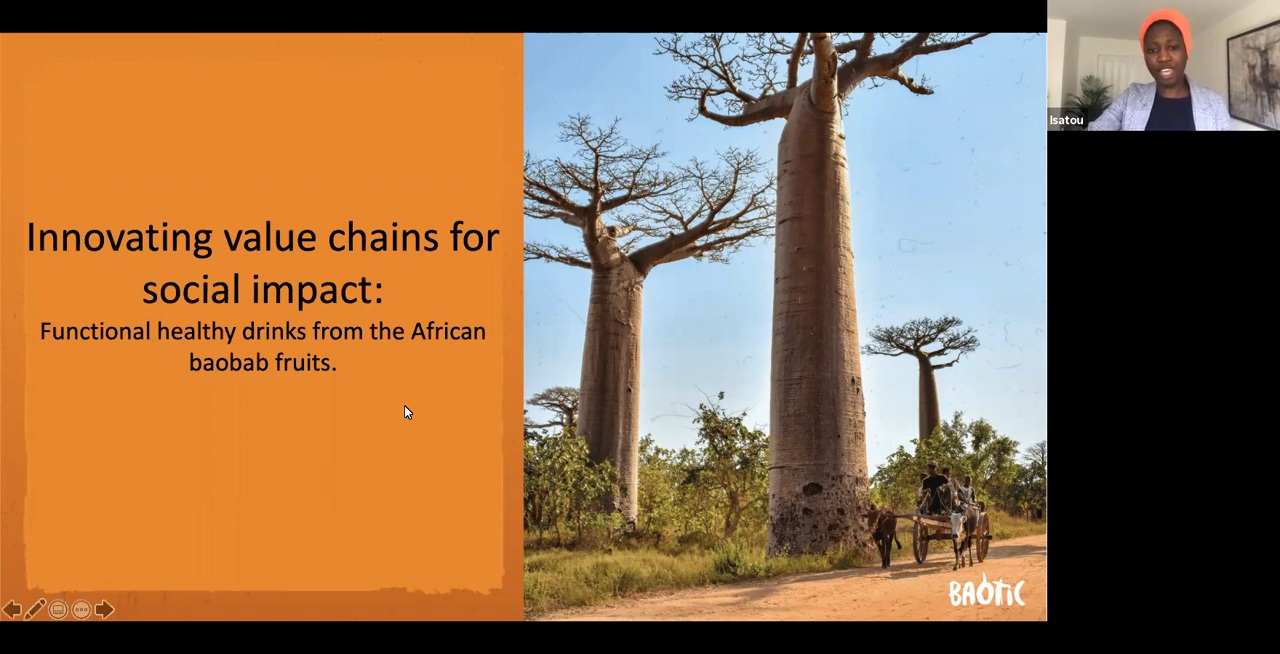 Innovating value chains for
social impact:
Functional healthy drinks from the African
baobab fruits.
BAOTIC
Isatou